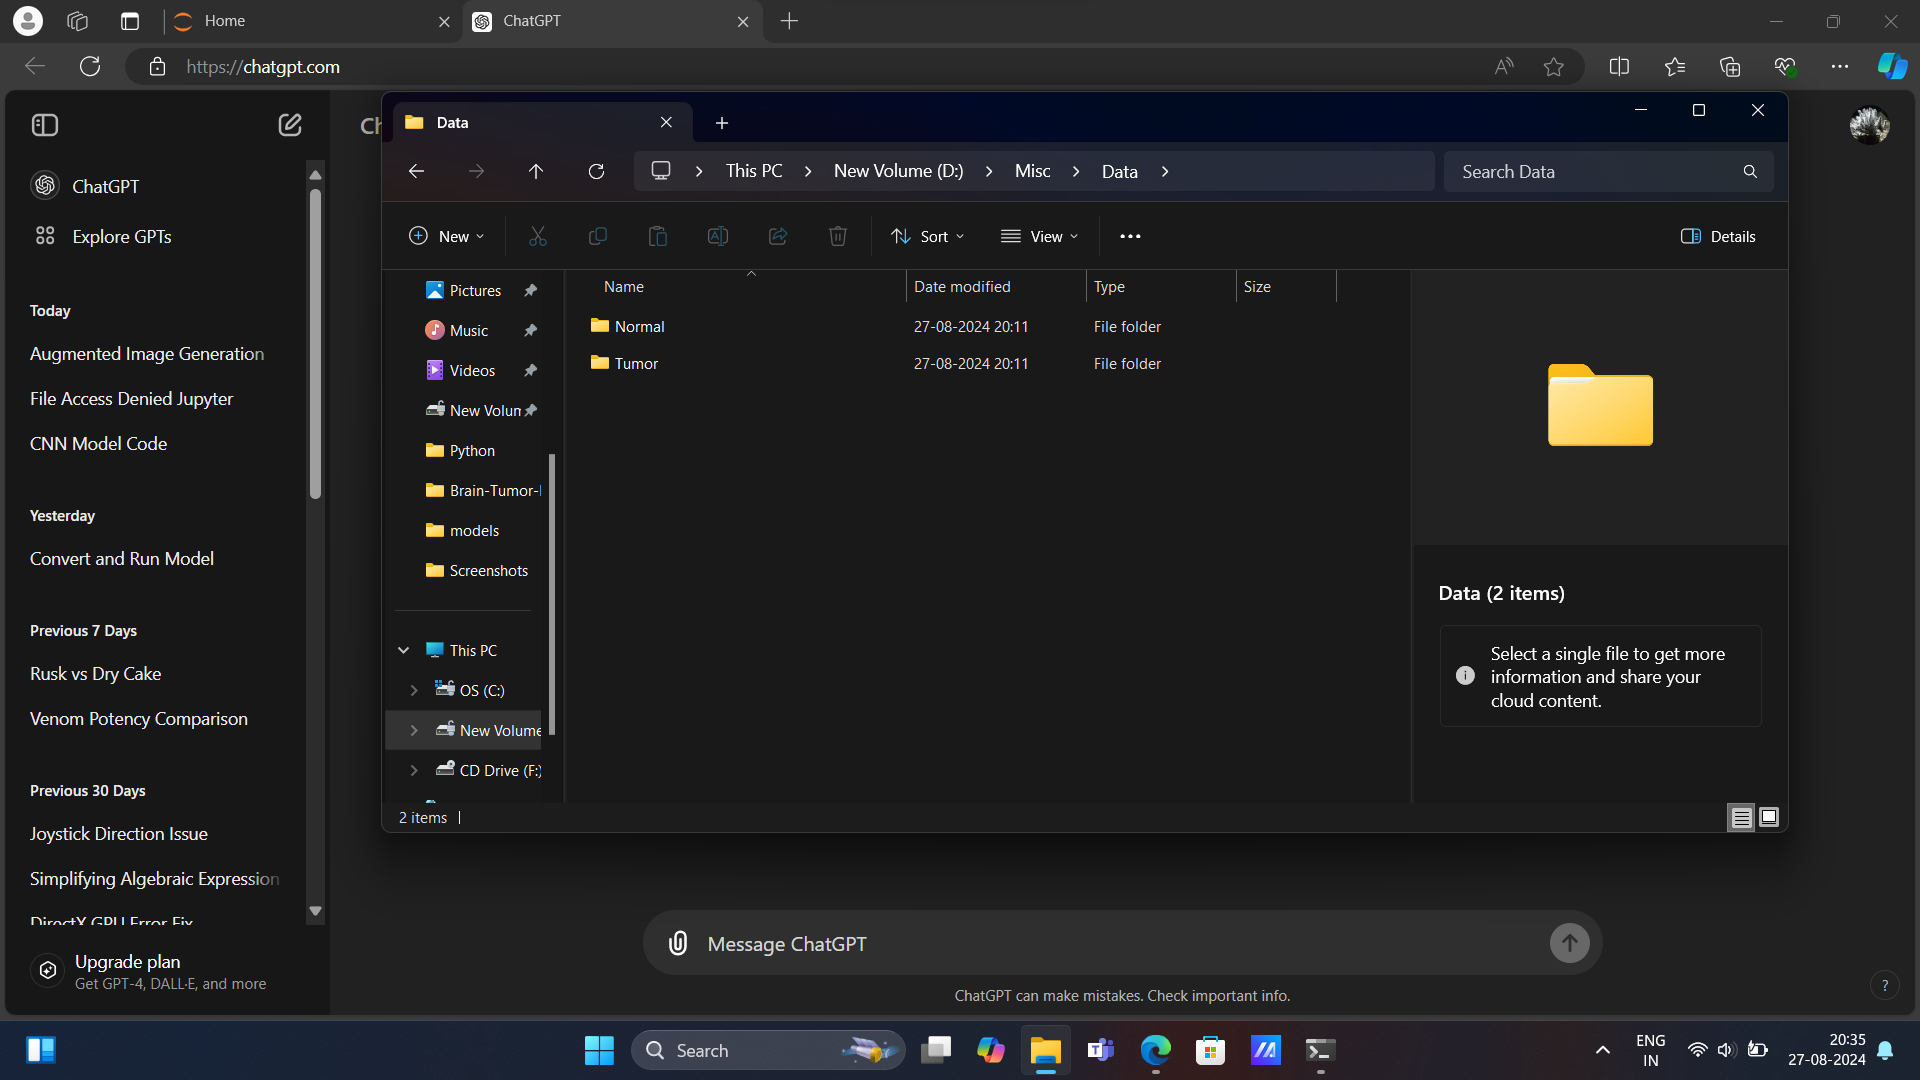 Home
ChatGPT
https://chatgpt.com
ChatGPT
Explore GPTs
Today
Augmented Image Generation
File Access Denied Jupyter
CNN Model Code
Yesterday
Convert and Run Model
Previous 7 Days
Rusk vs Dry Cake
Venom Potency Comparison
Previous 30 Days
Joystick Direction Issue
Simplifying Algebraic Expression
DirectX GPU Error Fix
Upgrade plan
Get GPT-4, DALL·E, and more
Ch
Data
This PC > New Volume (D:) > Misc > Data >
Search Data
New
Sort
View
Details
Pictures
Music
Videos
New Volun
Python
Brain-Tumor-
models
Screenshots
This PC
OS (C:)
New Volume
CD Drive (F:)
Name Date modified Type Size
Normal 27-08-2024 20:11 File folder
Tumor 27-08-2024 20:11 File folder
Data (2 items)
Select a single file to get more
information and share your
cloud content.
2 items
Message ChatGPT
ChatGPT can make mistakes. Check important info.
?
Search
ENG
IN
20:35
27-08-2024